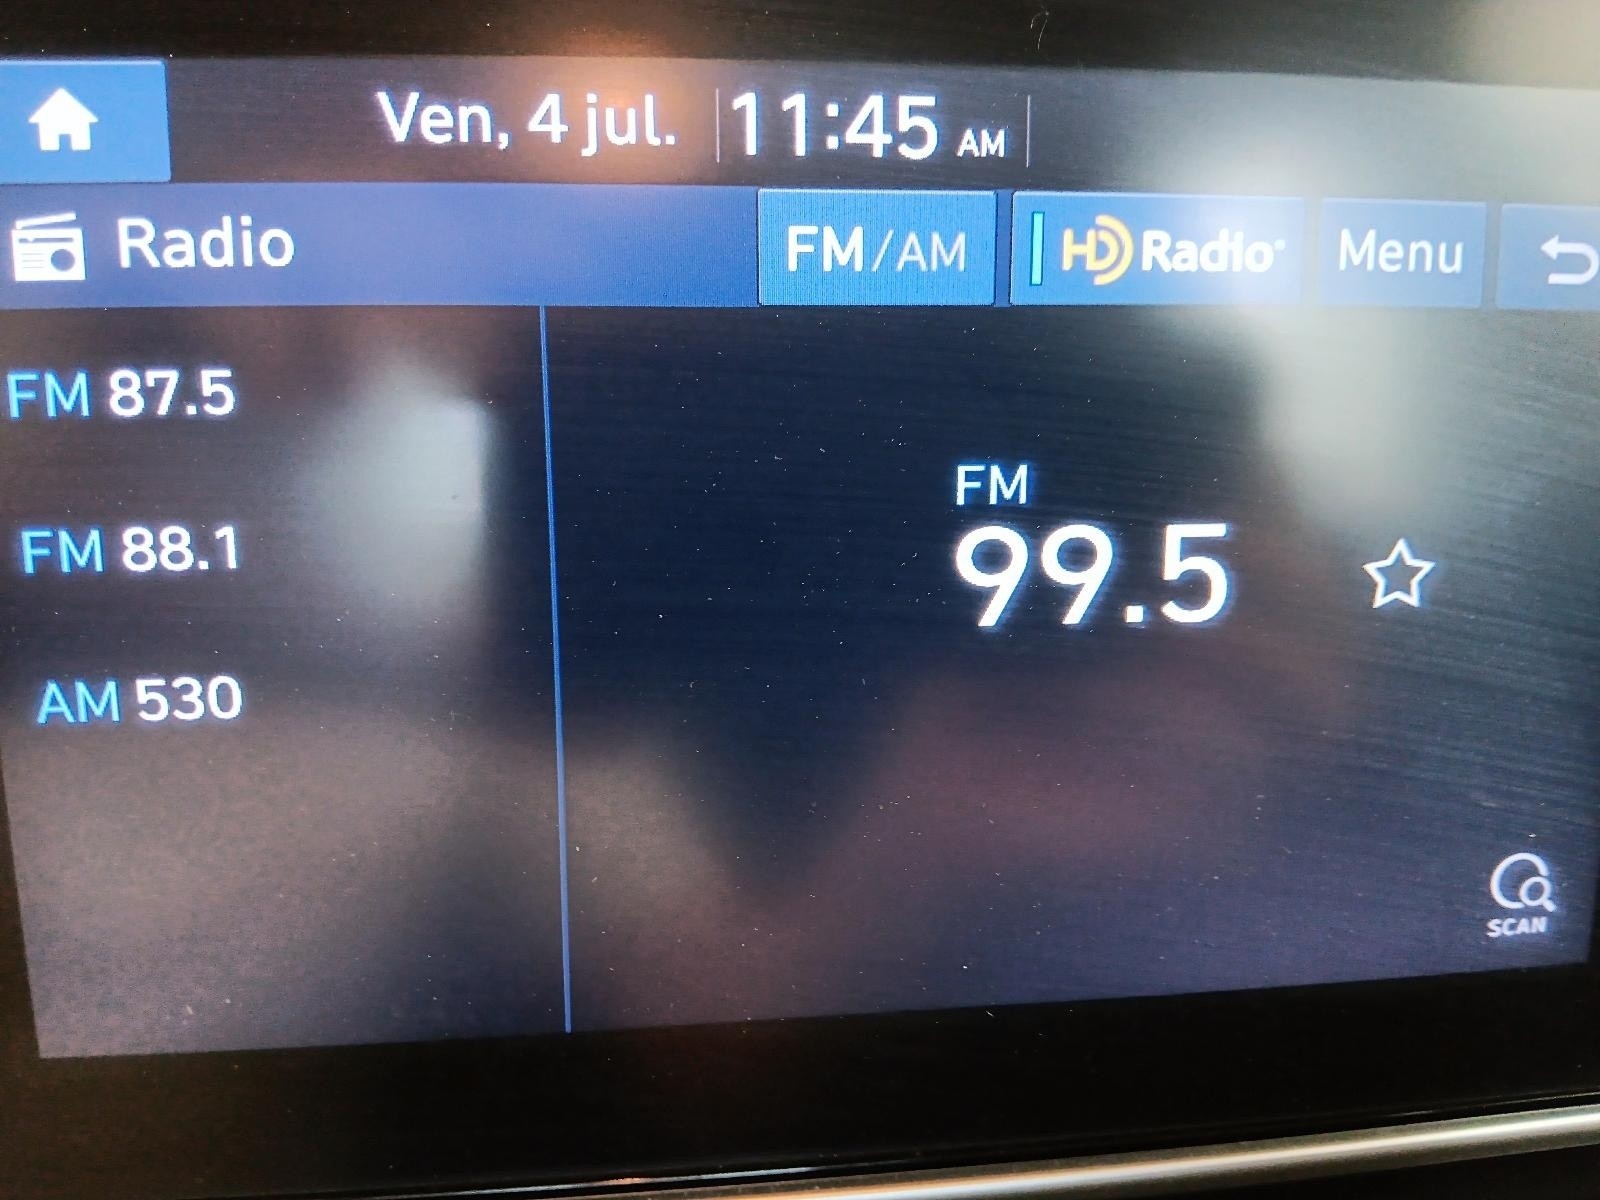 Ven, 4 jul. 11:45 AM
Radio FM/AM HD Radio® Menu
FM 87.5
FM 88.1
AM 530
FM
99.5
SCAN